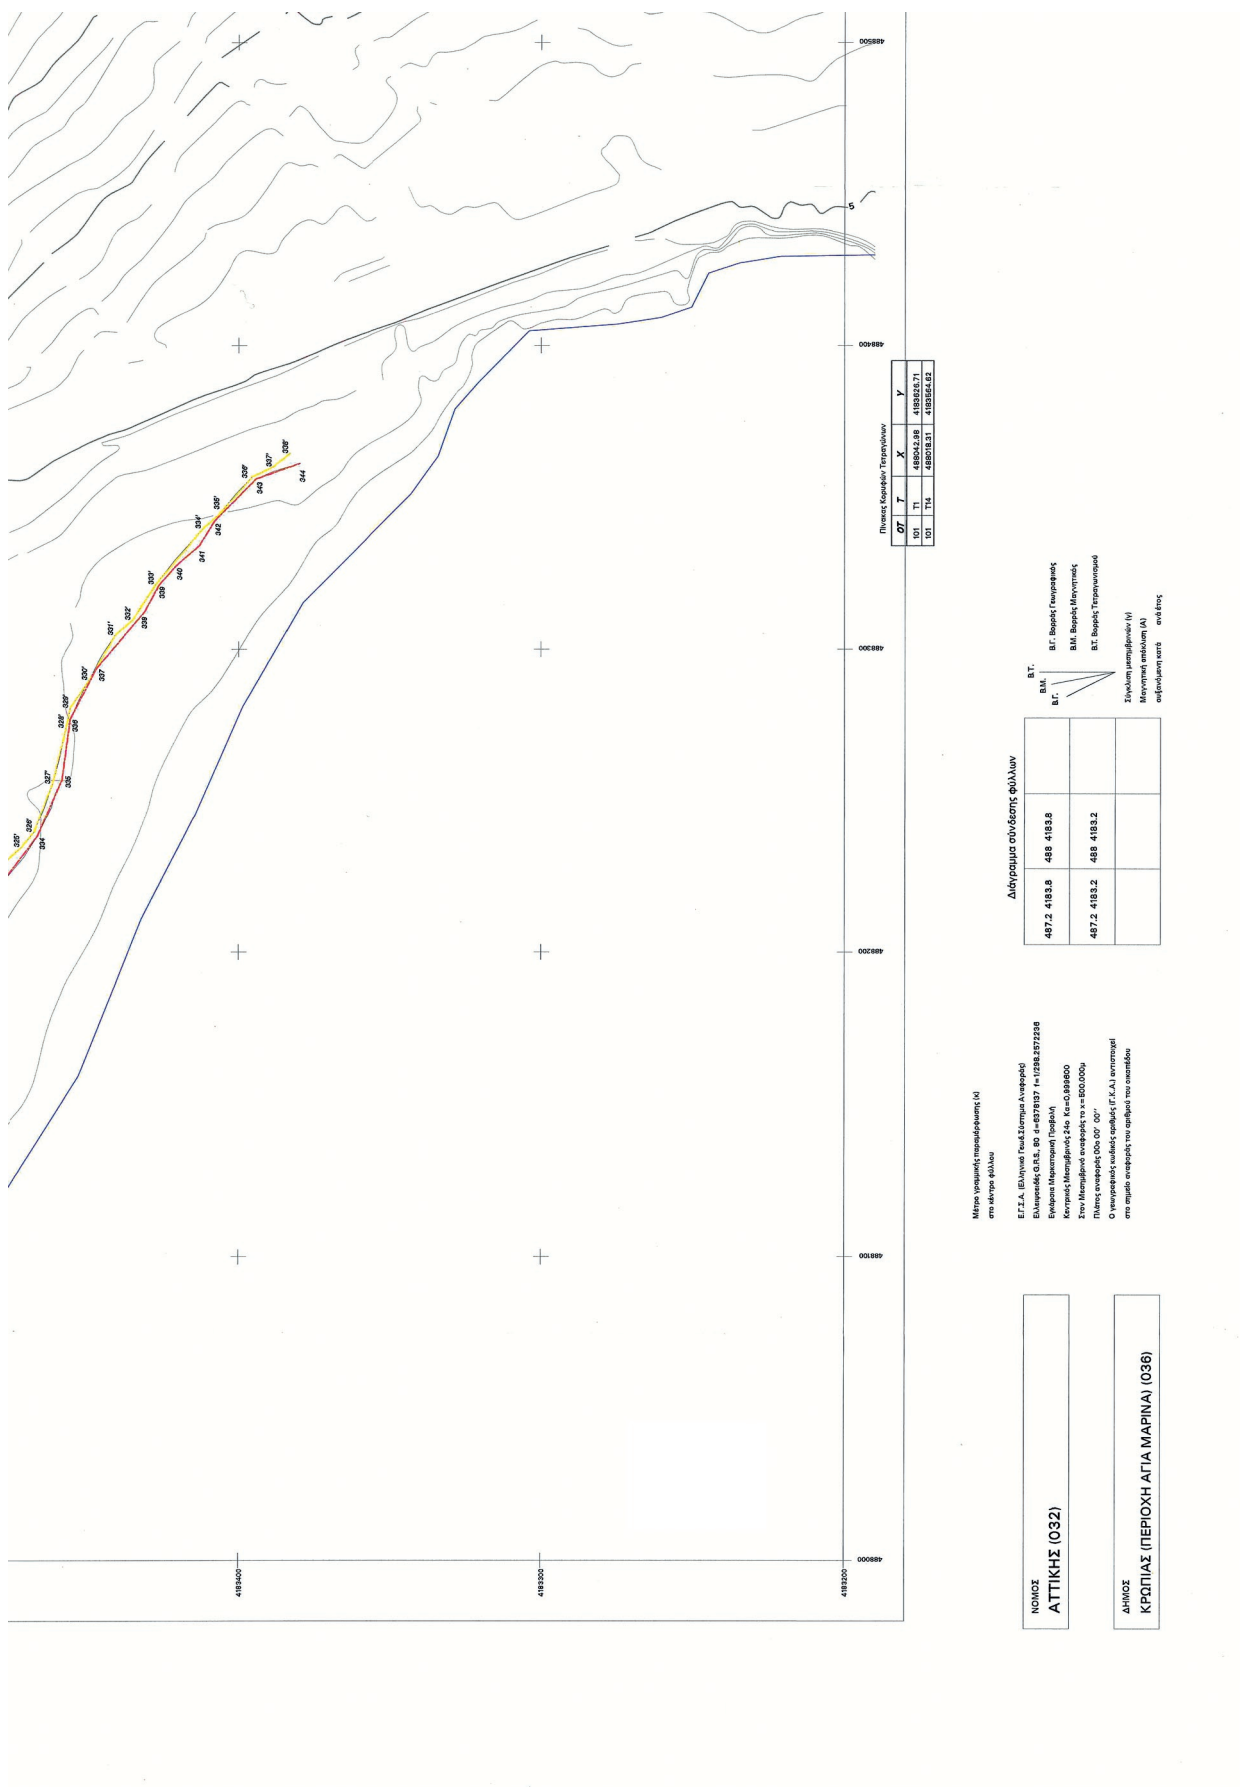 488500
5
488400
488300
488200
488100
488000
4183400
4183300
4183200
325'
326'
327'
328'
329'
330'
331'
332'
333'
334'
335'
336'
337'
338'
334
335
336
337
338
339
340
341
342
343
344
Πίνακας Κορυφών Τετραγώνων
ΟΤ T X Y
101 T1 488042.98 4183626.71
101 T14 488018.31 4183564.62
Β.Τ.
Β.Μ.
Β.Γ.
Β.Γ. Βορράς Γεωγραφικός
Β.Μ. Βορράς Μαγνητικός
Β.Τ. Βορράς Τετραγωνισμού
Σύγκλιση μεσημβρινών (γ)
Μαγνητική απόκλιση (Α)
αυξανόμενη κατά ανά έτος
Διάγραμμα σύνδεσης φύλλων
487.2 4183.8 488 4183.8
487.2 4183.2 488 4183.2
Μέτρο γραμμικής παραμόρφωσης (κ)
στο κέντρο φύλλου
Ε.Γ.Σ.Α. (Ελληνικό Γεωδ.Σύστημα Αναφοράς)
Ελλειψοειδές G.R.S. 80 d=6378137 f=1/298.2572236
Εγκάρσια Μερκατορική Προβολή
Κεντρικός Μεσημβρινός 24ο Κο=0,999600
Στον Μεσημβρινό αναφοράς το x=500.000μ
Πλάτος αναφοράς 00ο 00' 00''
Ο γεωγραφικός κωδικός αριθμός (Γ.Κ.Α.) αντιστοιχεί
στο σημείο αναφοράς του αριθμού του οικοπέδου
ΝΟΜΟΣ
ΑΤΤΙΚΗΣ (032)
ΔΗΜΟΣ
ΚΡΩΠΙΑΣ (ΠΕΡΙΟΧΗ ΑΓΙΑ ΜΑΡΙΝΑ) (036)